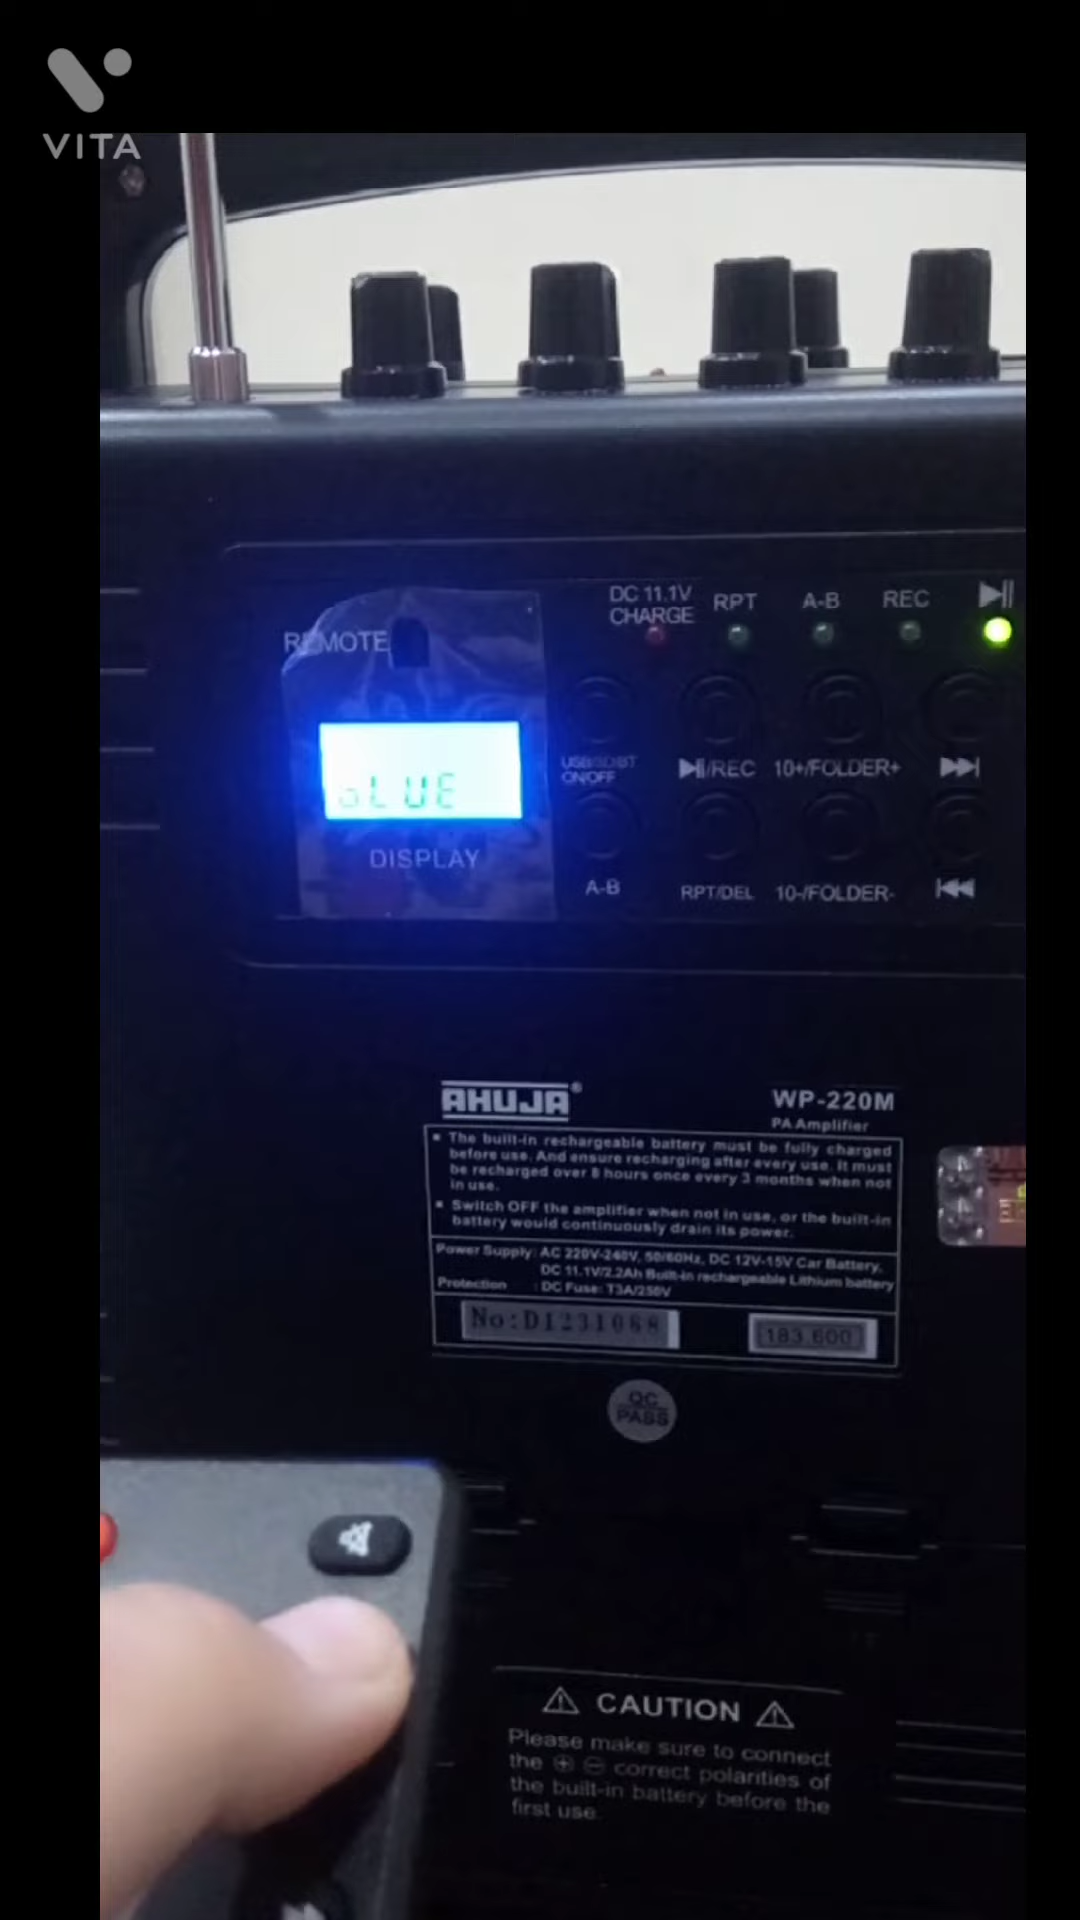 VITA
REMOTE
DC 11.1V
CHARGE
RPT
A-B
REC
bLUE
DISPLAY
USB/SD/BT
ON/OFF
/REC
10+/FOLDER+
A-B
RPT/DEL
10-/FOLDER-
AHUJA®
WP-220M
PA Amplifier
The built-in rechargeable battery must be fully charged
before use. And ensure recharging after every use. It must
be recharged over 8 hours once every 3 months when not
in use.
Switch OFF the amplifier when not in use, or the built-in
battery would continuously drain its power.
Power Supply: AC 220V-240V, 50/60Hz, DC 12V-15V Car Battery,
DC 11.1V/2.2Ah Built-in rechargeable Lithium battery
Protection : DC Fuse: T3A/250V
No:D1231088
183.600
QC
PASS
CAUTION
Please make sure to connect
the ⊕ ⊖ correct polarities of
the built-in battery before the
first use.